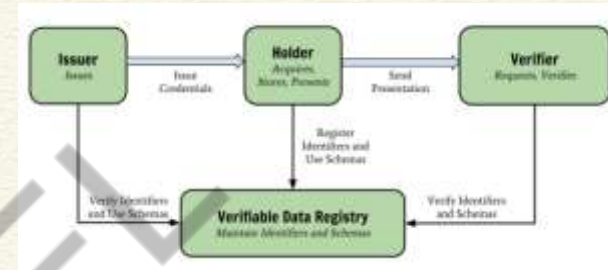 Issuer
Issues
Issue
Credentials
Holder
Acquires,
Stores, Presents
Send
Presentation
Verifier
Requests, Verifies
Register
Identifiers and
Use Schemas
Verify Identifiers
and Use Schemas
Verify Identifiers
and Schemas
Verifiable Data Registry
Maintain Identifiers and Schemas